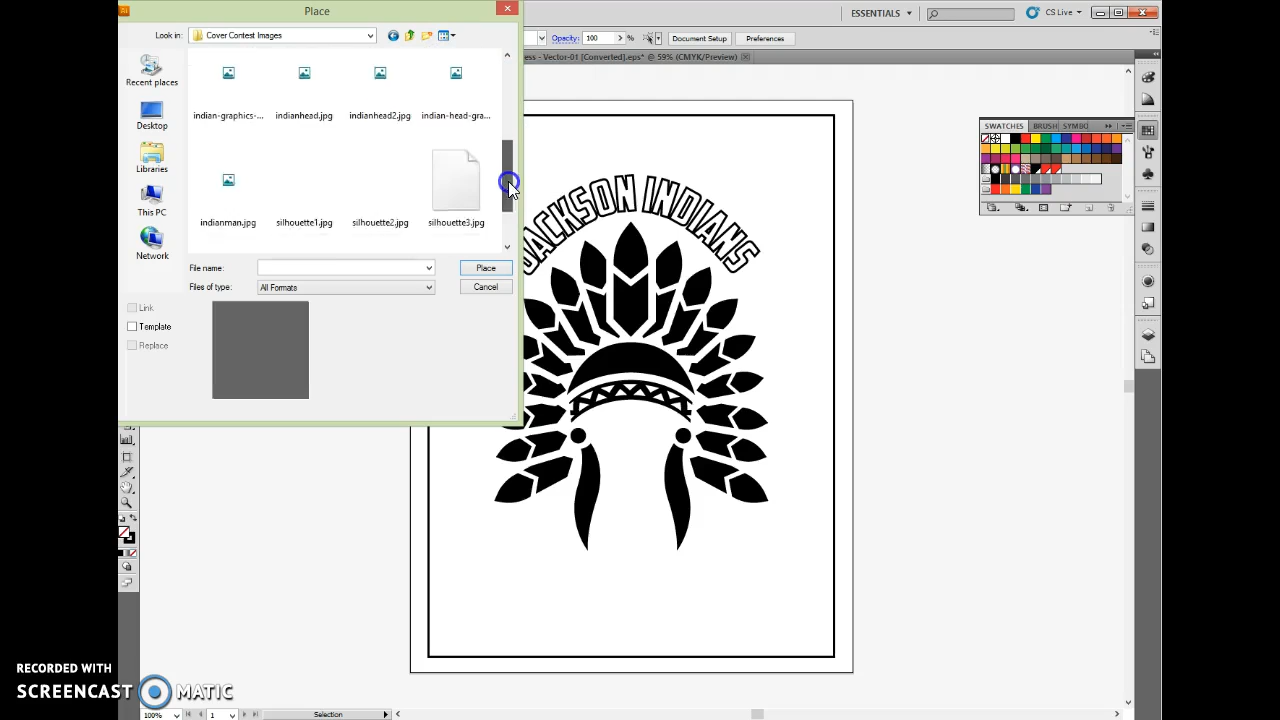 Place
ESSENTIALS
CS Live
Look in:
Cover Contest Images
Opacity:
100
%
Document Setup
Preferences
ess - Vector-01 [Converted].eps* @ 59% (CMYK/Preview)
Recent places
Desktop
Libraries
This PC
Network
indian-graphics-...
indianhead.jpg
indianhead2.jpg
indian-head-gra...
indianman.jpg
silhouette1.jpg
silhouette2.jpg
silhouette3.jpg
File name:
Place
Files of type:
All Formats
Cancel
Link
Template
Replace
SWATCHES
BRUSH
SYMBO
JACKSON INDIANS
RECORDED WITH
SCREENCAST MATIC
100%
1
Selection